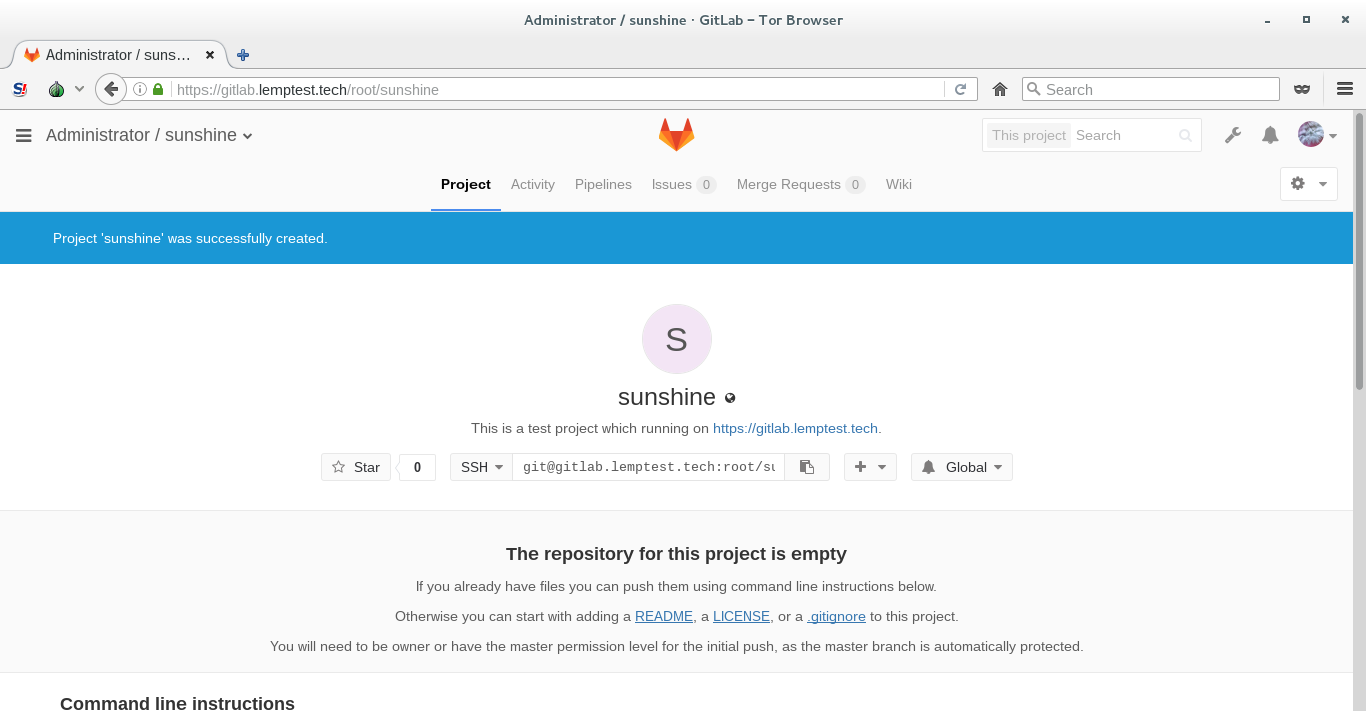 Administrator / sunshine · GitLab – Tor Browser
Administrator / suns…
https://gitlab.lemptest.tech/root/sunshine
Search
Administrator / sunshine
This project Search
Project Activity Pipelines Issues 0 Merge Requests 0 Wiki
Project 'sunshine' was successfully created.
S
sunshine
This is a test project which running on https://gitlab.lemptest.tech.
Star 0 SSH git@gitlab.lemptest.tech:root/su Global
The repository for this project is empty
If you already have files you can push them using command line instructions below.
Otherwise you can start with adding a README, a LICENSE, or a .gitignore to this project.
You will need to be owner or have the master permission level for the initial push, as the master branch is automatically protected.
Command line instructions